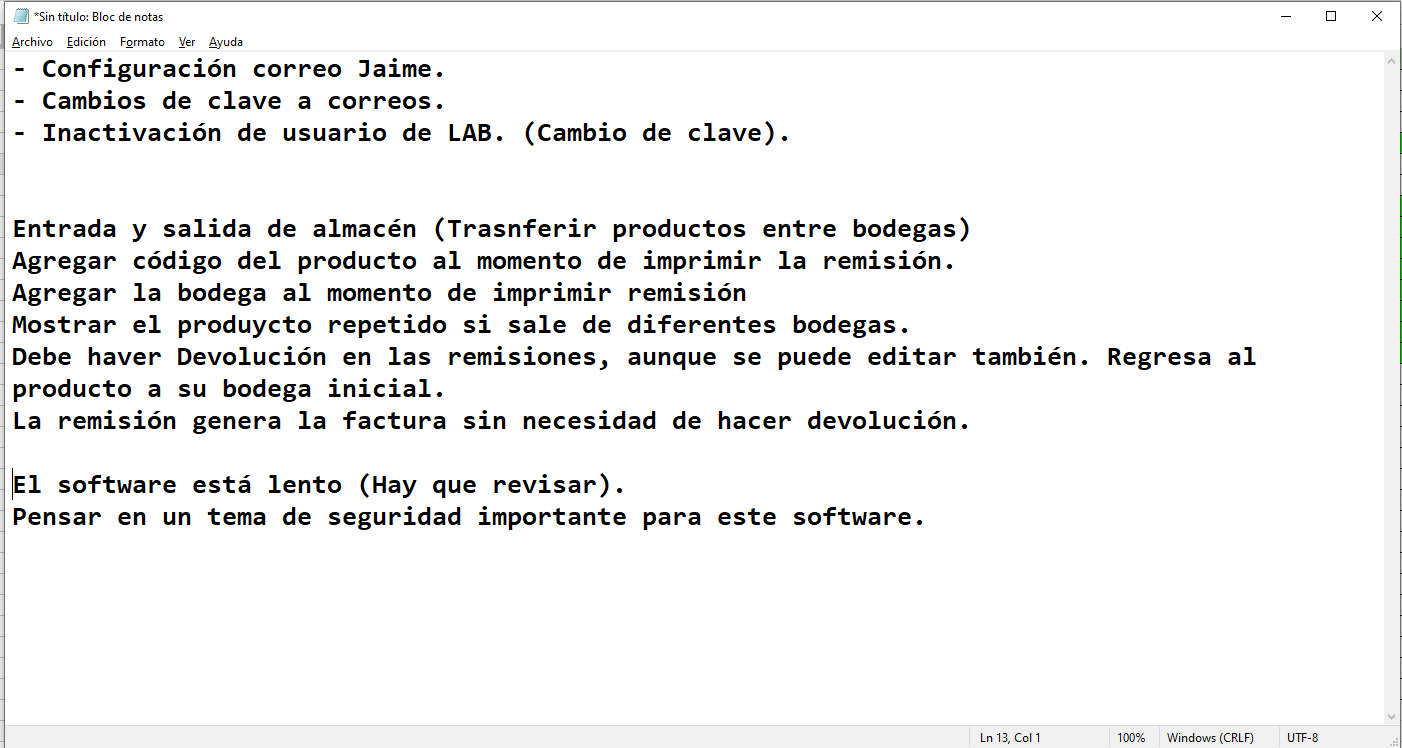 *Sin título: Bloc de notas
Archivo Edición Formato Ver Ayuda
- Configuración correo Jaime.
- Cambios de clave a correos.
- Inactivación de usuario de LAB. (Cambio de clave).
Entrada y salida de almacén (Trasnferir productos entre bodegas)
Agregar código del producto al momento de imprimir la remisión.
Agregar la bodega al momento de imprimir remisión
Mostrar el produycto repetido si sale de diferentes bodegas.
Debe haver Devolución en las remisiones, aunque se puede editar también. Regresa al
producto a su bodega inicial.
La remisión genera la factura sin necesidad de hacer devolución.
El software está lento (Hay que revisar).
Pensar en un tema de seguridad importante para este software.
Ln 13, Col 1 100% Windows (CRLF) UTF-8